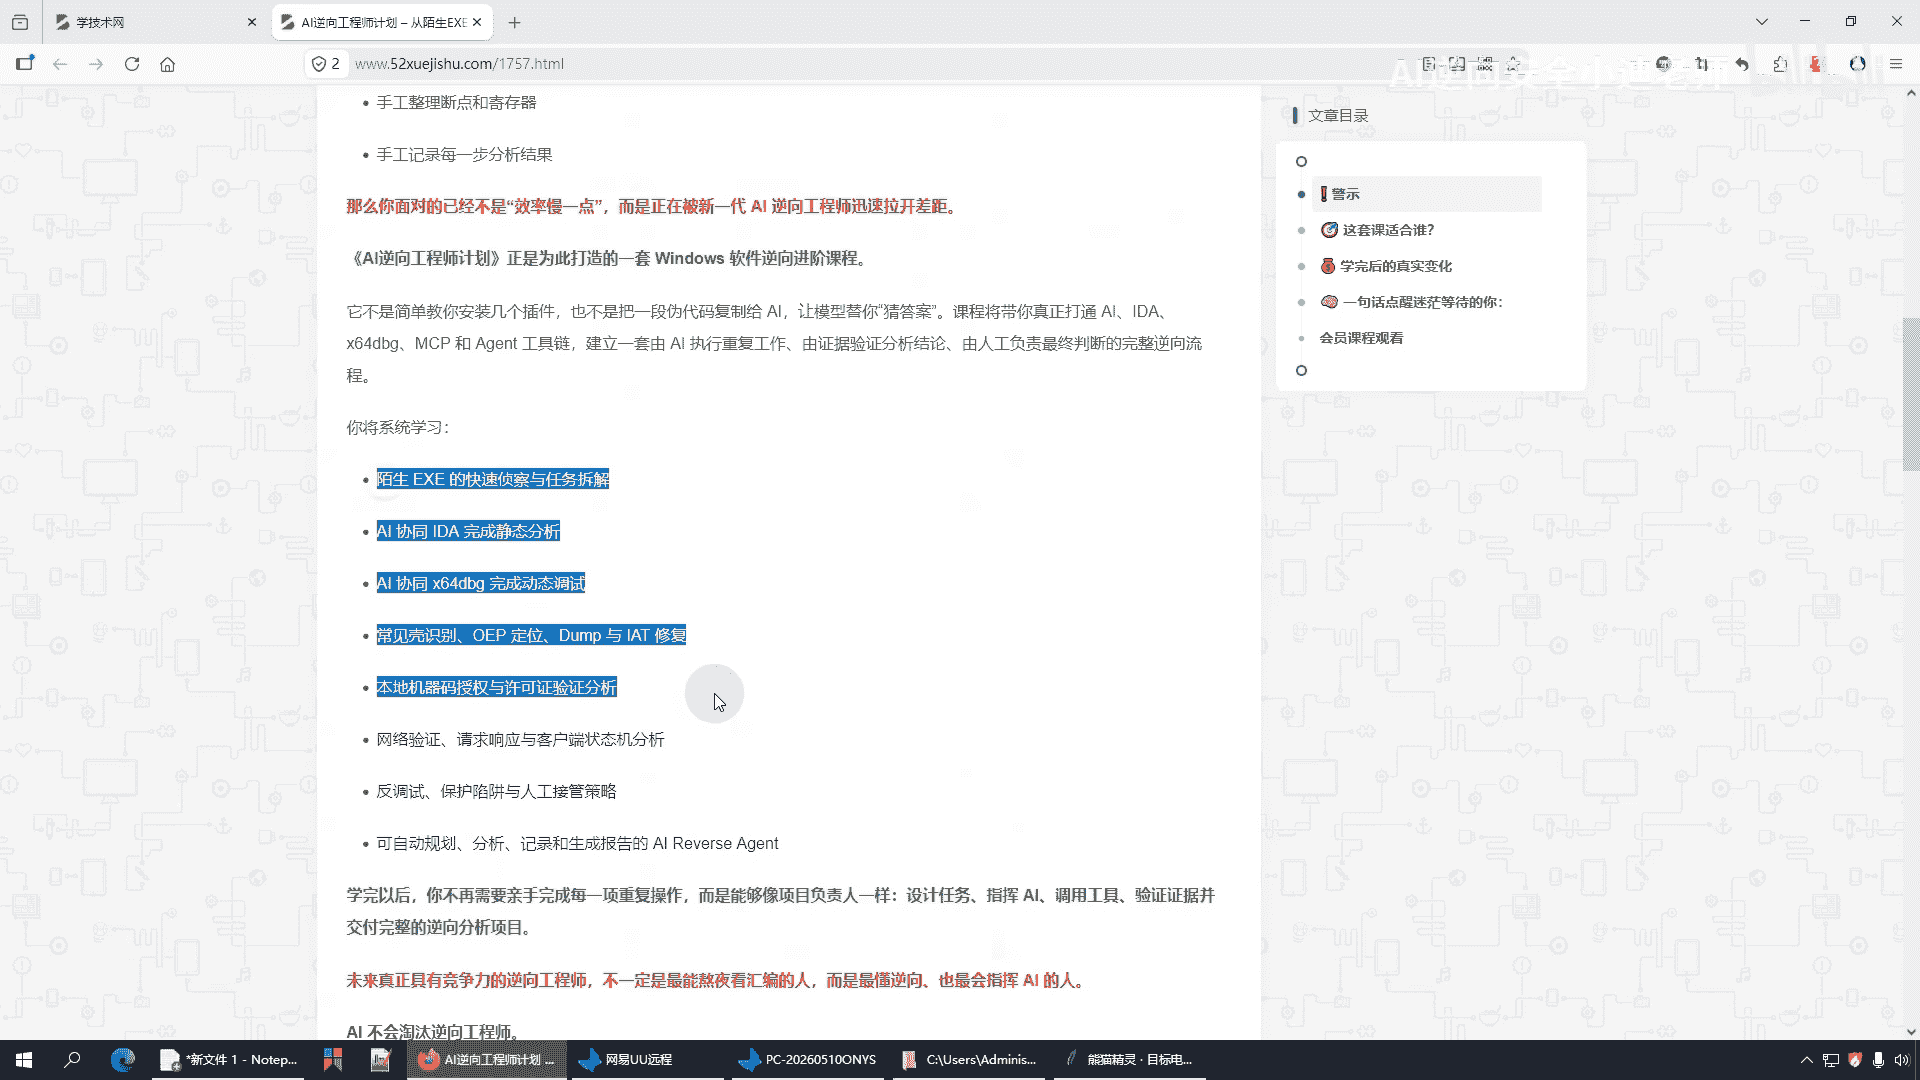 学技术网
AI逆向工程师计划 – 从陌生EXE
2
www.52xuejishu.com/1757.html
AI逆向安全小迪老师
手工整理断点和寄存器
手工记录每一步分析结果
那么你面对的已经不是“效率慢一点”，而是正在被新一代 AI 逆向工程师迅速拉开差距。
《AI逆向工程师计划》正是为此打造的一套 Windows 软件逆向进阶课程。
它不是简单教你安装几个插件，也不是把一段伪代码复制给 AI，让模型替你“猜答案”。课程将带你真正打通 AI、IDA、
x64dbg、MCP 和 Agent 工具链，建立一套由 AI 执行重复工作、由证据验证分析结论、由人工负责最终判断的完整逆向流
程。
你将系统学习：
陌生 EXE 的快速侦察与任务拆解
AI 协同 IDA 完成静态分析
AI 协同 x64dbg 完成动态调试
常见壳识别、OEP 定位、Dump 与 IAT 修复
本地机器码授权与许可证验证分析
网络验证、请求响应与客户端状态机分析
反调试、保护陷阱与人工接管策略
可自动规划、分析、记录和生成报告的 AI Reverse Agent
学完以后，你不再需要亲手完成每一项重复操作，而是能够像项目负责人一样：设计任务、指挥 AI、调用工具、验证证据并
交付完整的逆向分析项目。
未来真正具有竞争力的逆向工程师，不一定是最能熬夜看汇编的人，而是最懂逆向、也最会指挥 AI 的人。
AI 不会淘汰逆向工程师。
文章目录
警示
这套课适合谁？
学完后的真实变化
一句话点醒迷茫等待的你：
会员课程观看
*新文件 1 - Notep...
AI逆向工程师计划 ...
网易UU远程
PC-20260510ONYS
C:\Users\Adminis...
熊猫精灵 · 目标电...